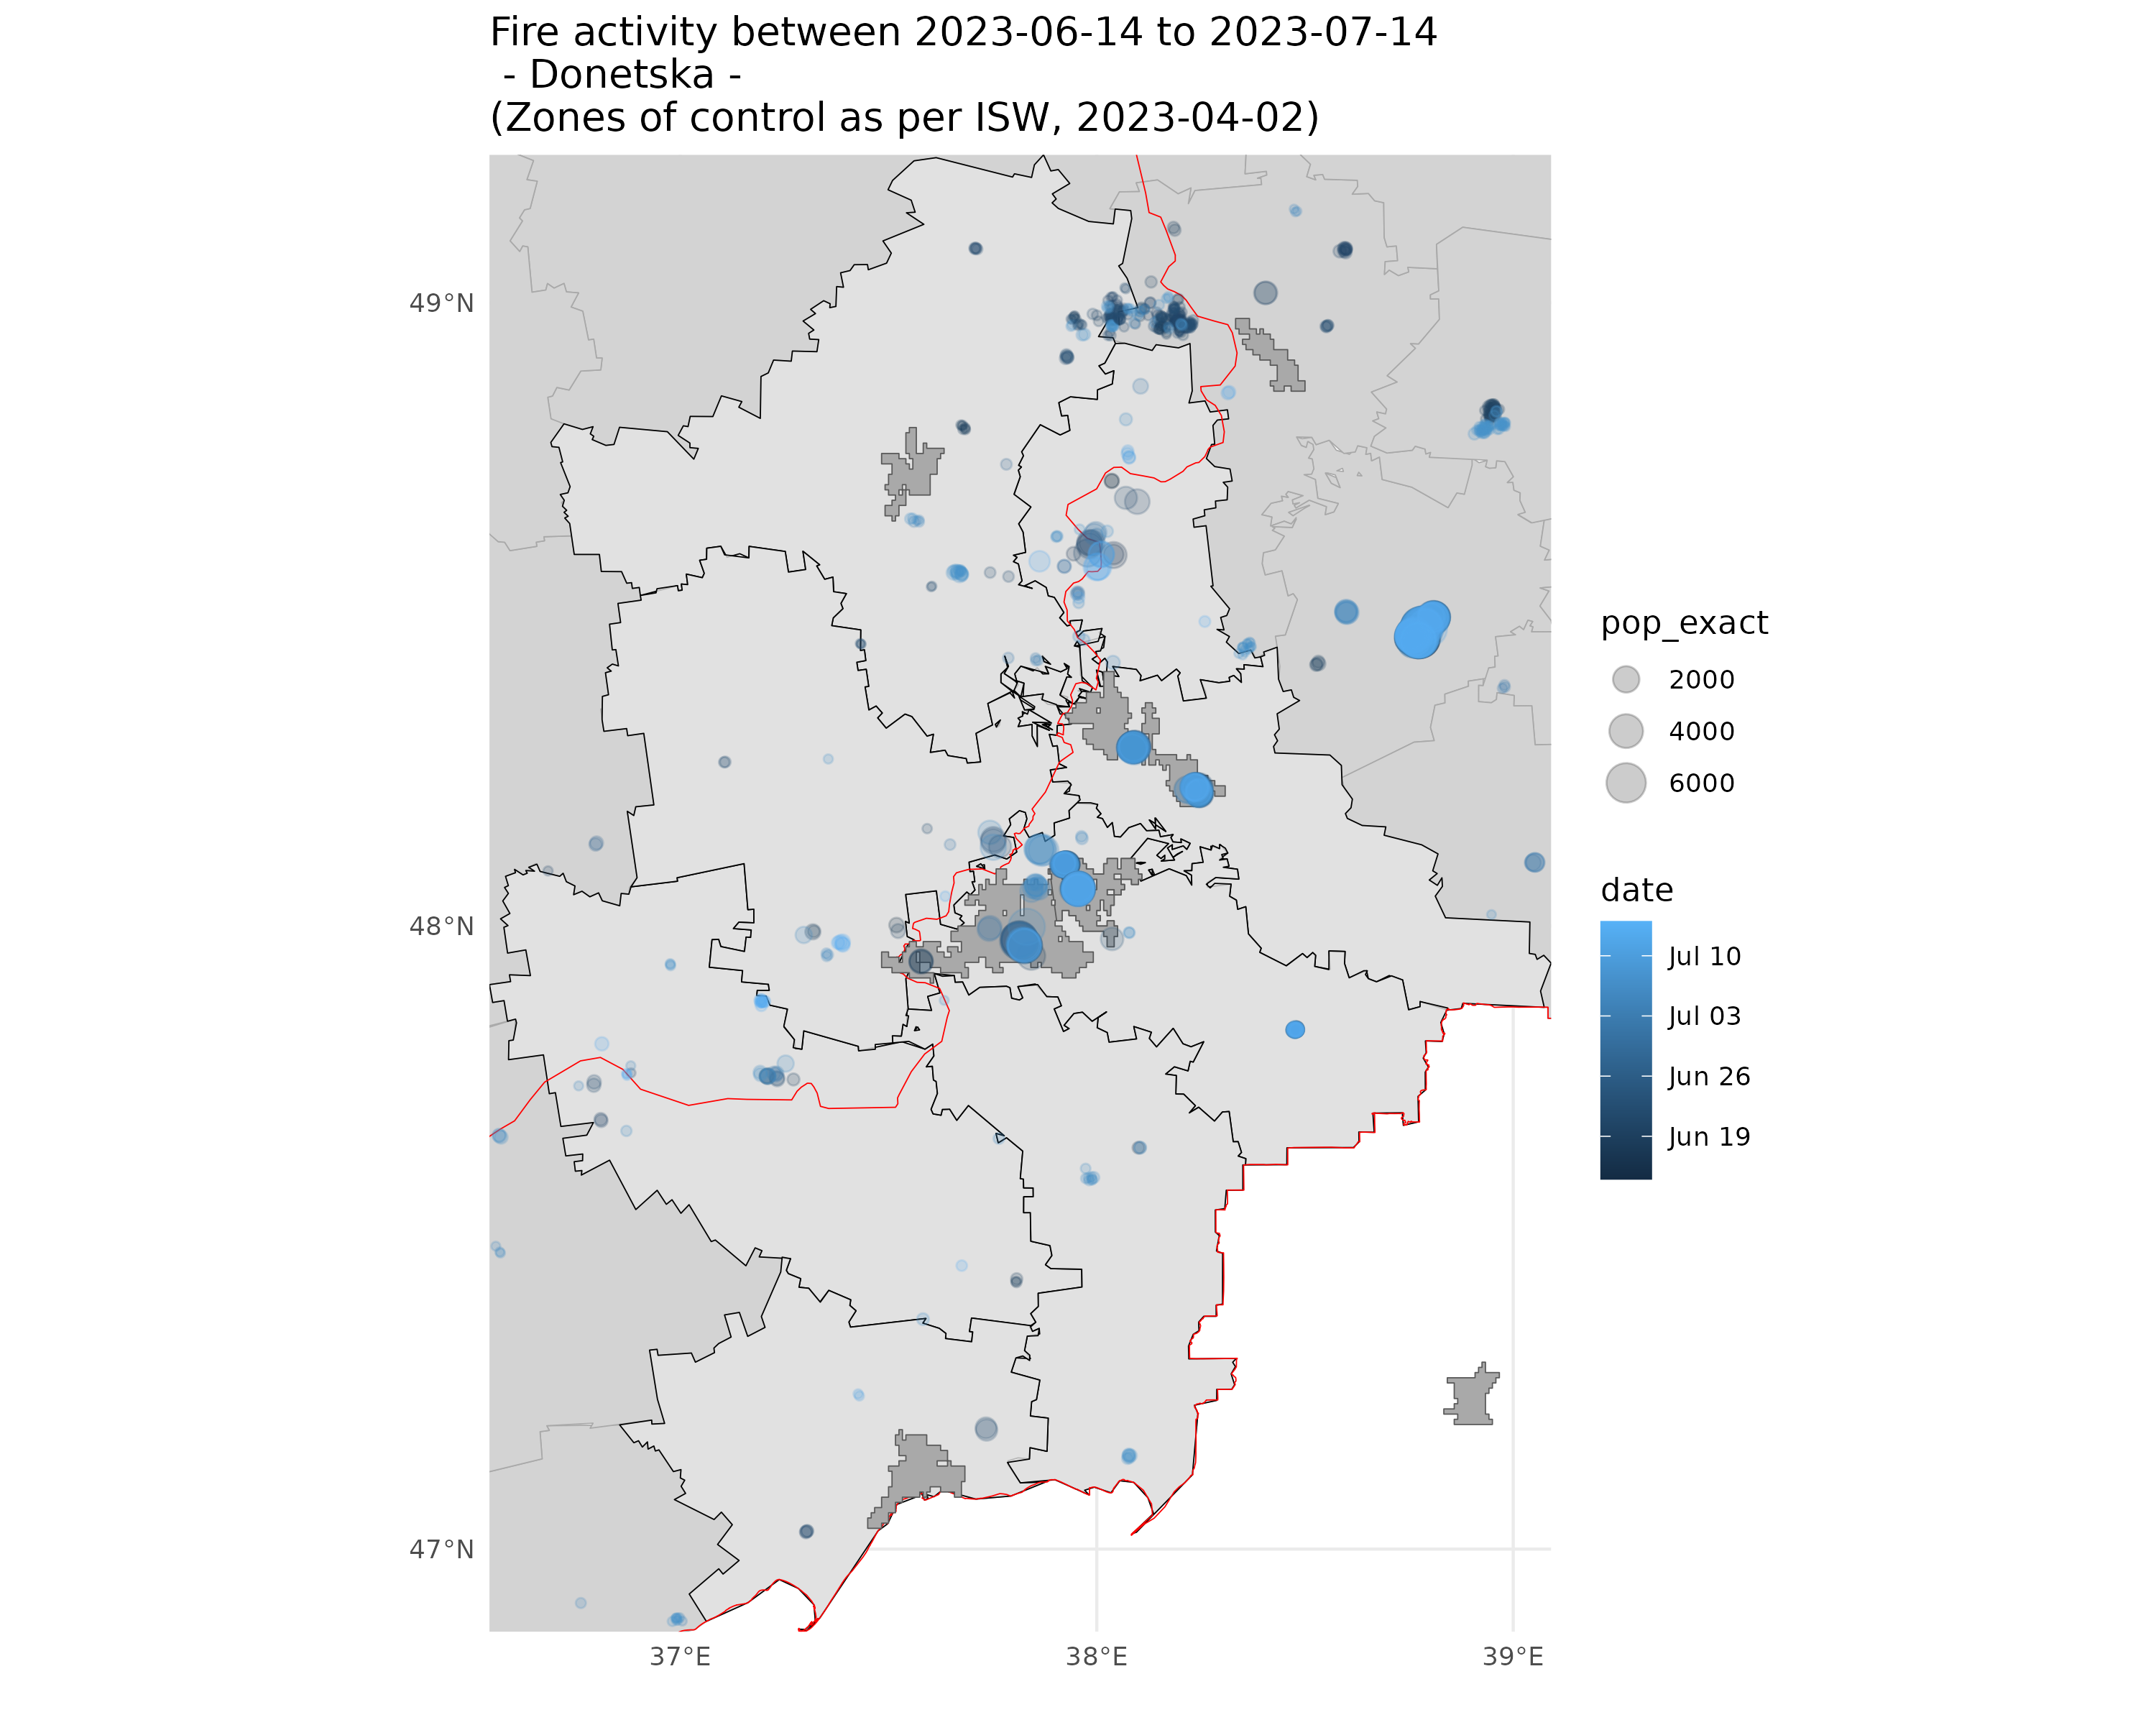 Fire activity between 2023-06-14 to 2023-07-14
- Donetska -
(Zones of control as per ISW, 2023-04-02)
49°N
48°N
47°N
37°E
38°E
39°E
pop_exact
2000
4000
6000
date
Jul 10
Jul 03
Jun 26
Jun 19